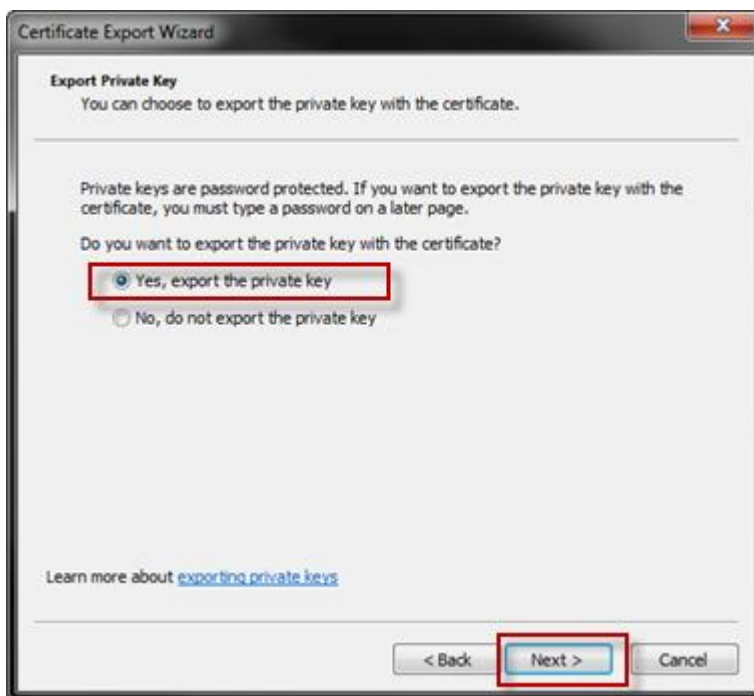 Certificate Export Wizard
Export Private Key
You can choose to export the private key with the certificate.
Private keys are password protected. If you want to export the private key with the
certificate, you must type a password on a later page.
Do you want to export the private key with the certificate?
Yes, export the private key
No, do not export the private key
Learn more about exporting private keys
< Back Next > Cancel